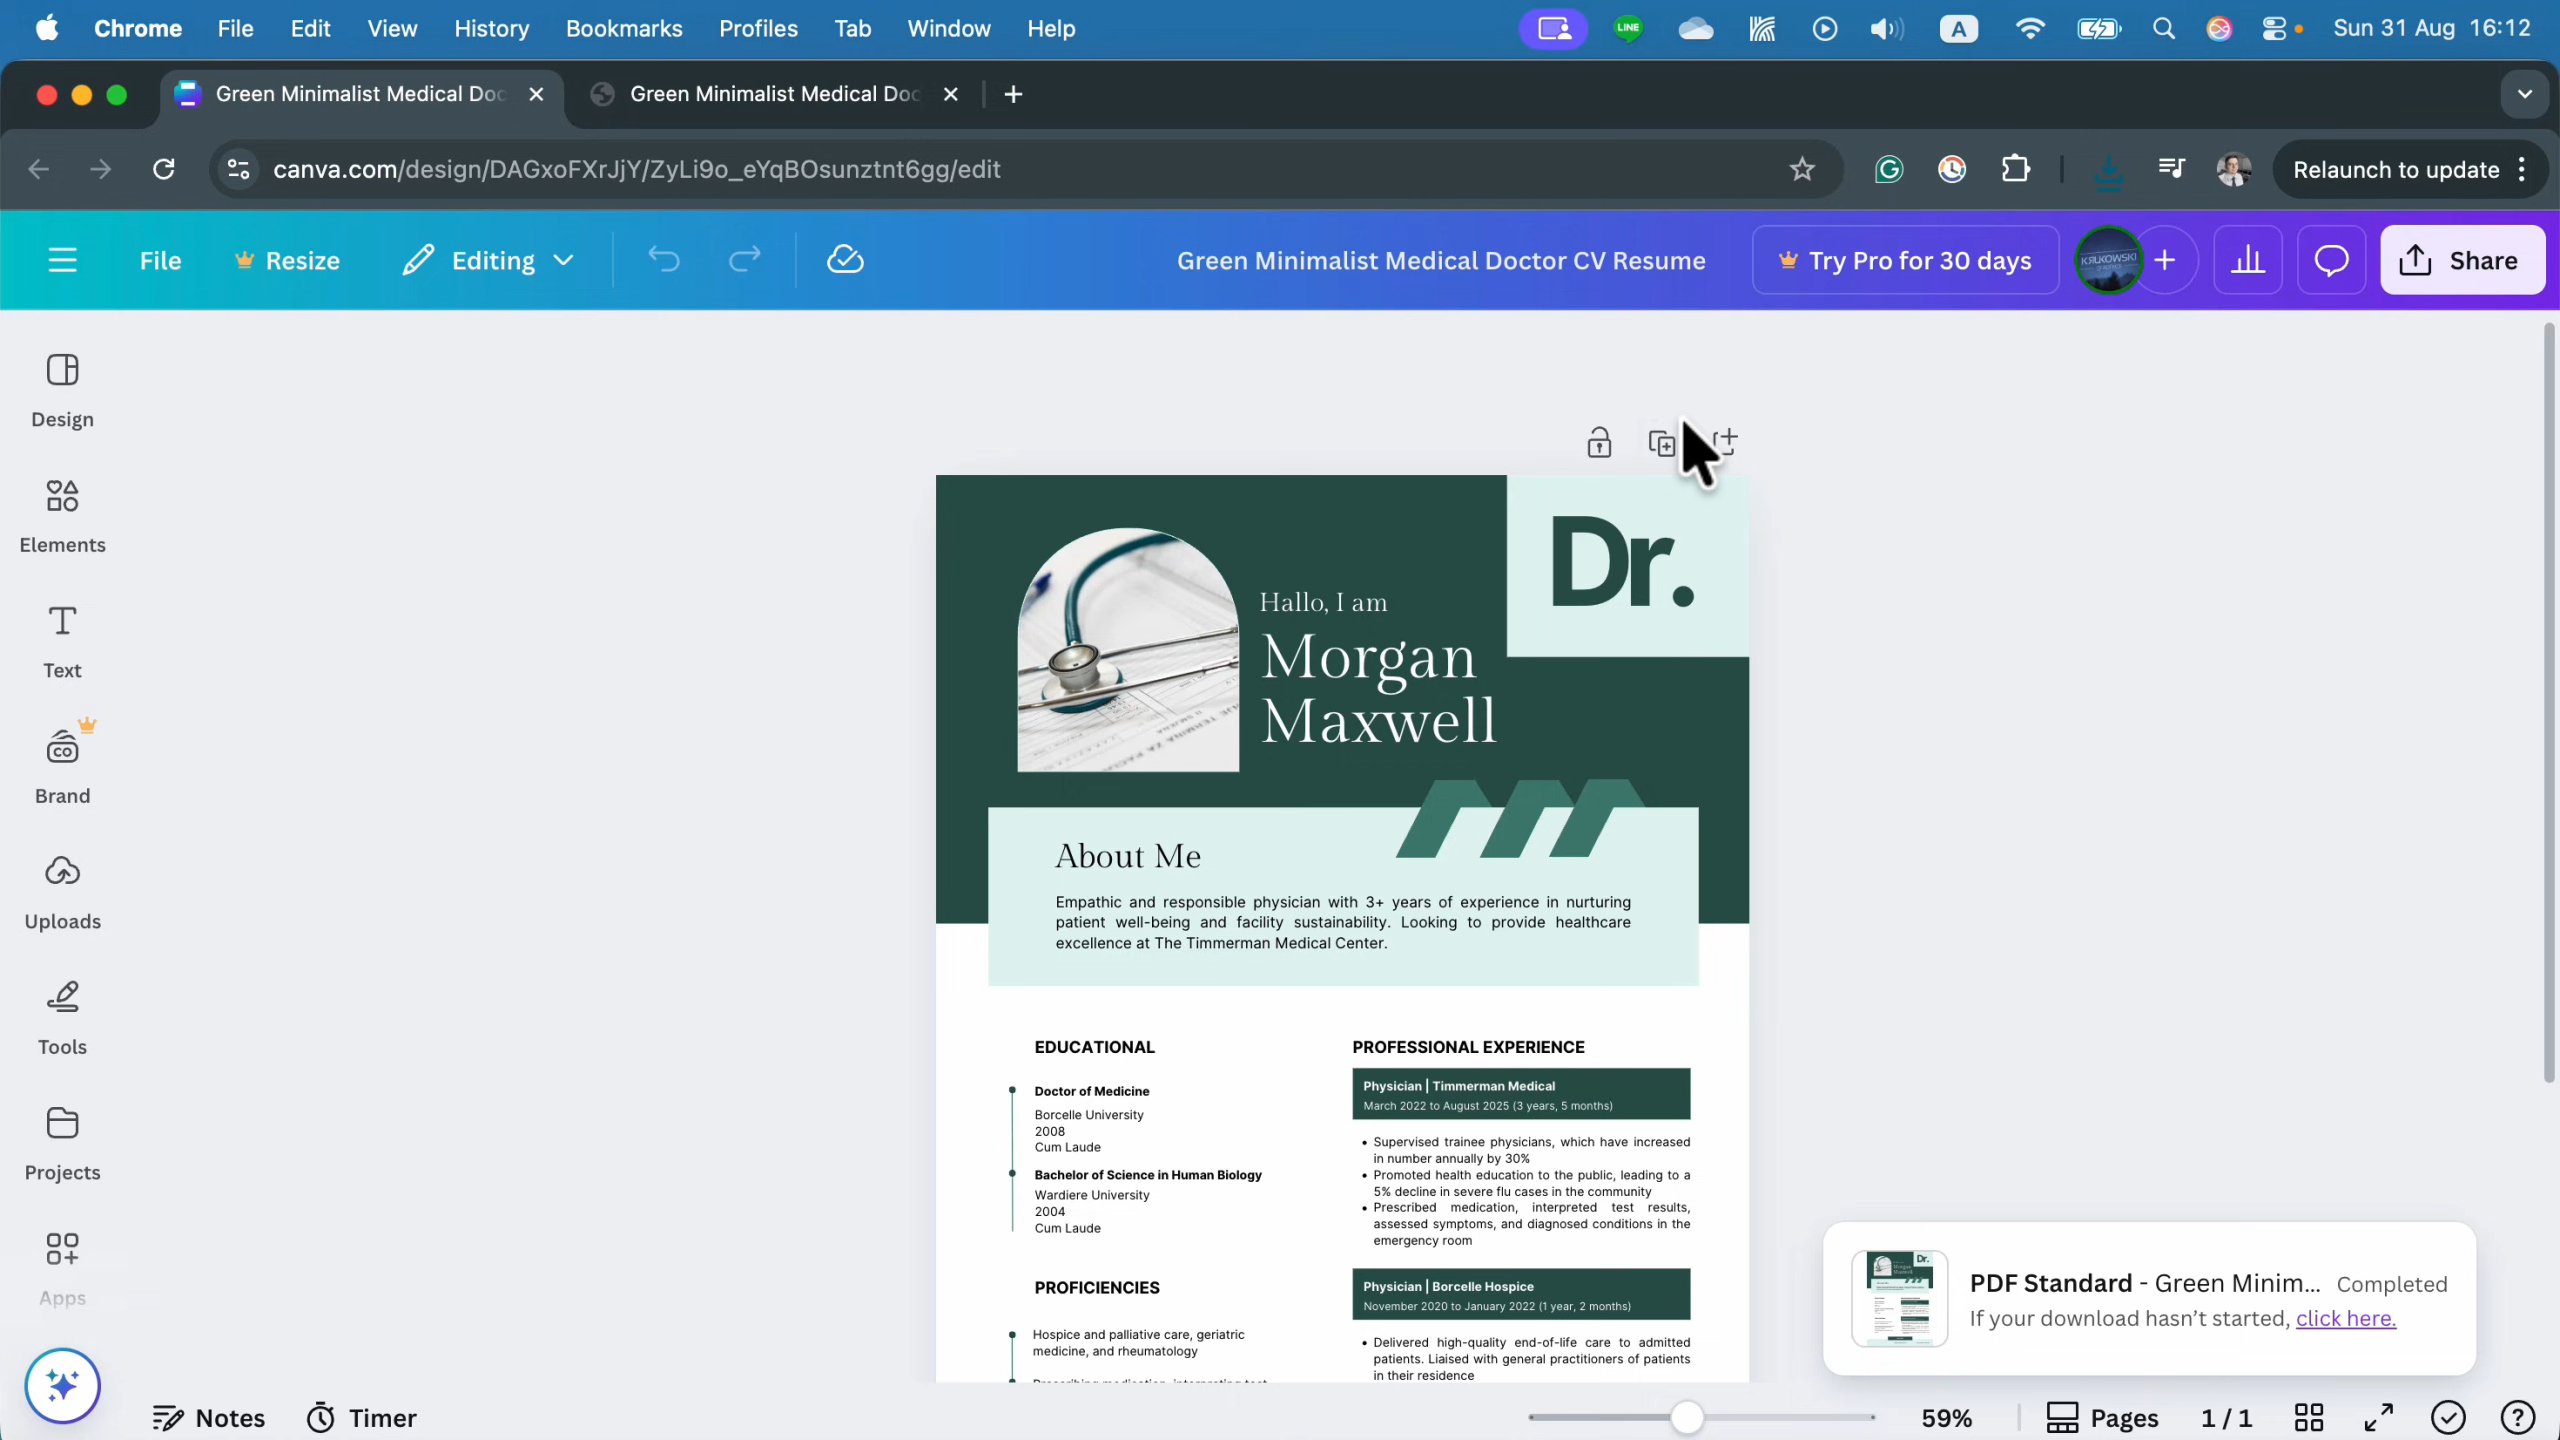 Chrome File Edit View History Bookmarks Profiles Tab Window Help LINE A Sun 31 Aug 16:12
Green Minimalist Medical Doc Green Minimalist Medical Doc
canva.com/design/DAGxoFXrJjY/ZyLi9o_eYqBOsunztnt6gg/edit Relaunch to update
File Resize Editing Green Minimalist Medical Doctor CV Resume Try Pro for 30 days KRUKOWSKI Share
Design
Elements
Text
CO
Brand
Uploads
Tools
Projects
Apps
Dr.
Hallo, I am
Morgan
Maxwell
About Me
Empathic and responsible physician with 3+ years of experience in nurturing
patient well-being and facility sustainability. Looking to provide healthcare
excellence at The Timmerman Medical Center.
EDUCATIONAL
Doctor of Medicine
Borcelle University
2008
Cum Laude
Bachelor of Science in Human Biology
Wardiere University
2004
Cum Laude
PROFICIENCIES
Hospice and palliative care, geriatric
medicine, and rheumatology
PROFESSIONAL EXPERIENCE
Physician | Timmerman Medical
March 2022 to August 2025 (3 years, 5 months)
• Supervised trainee physicians, which have increased
in number annually by 30%
• Promoted health education to the public, leading to a
5% decline in severe flu cases in the community
• Prescribed medication, interpreted test results,
assessed symptoms, and diagnosed conditions in the
emergency room
Physician | Borcelle Hospice
November 2020 to January 2022 (1 year, 2 months)
• Delivered high-quality end-of-life care to admitted
patients. Liaised with general practitioners of patients
in their residence
PDF Standard - Green Minim... Completed
If your download hasn't started, click here.
Notes Timer 59% Pages 1 / 1